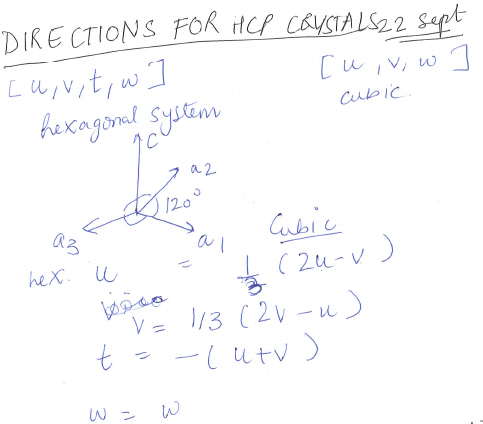 DIRECTIONS FOR HCP CRYSTALS 22 Sept
[u,v,t,w]
[u,v,w]
hexagonal system
cubic
c
a2
120°
a3
a1
Cubic
hex. u = 1/3 (2u-v)
v = 1/3 (2v-u)
t = -(u+v)
w = w